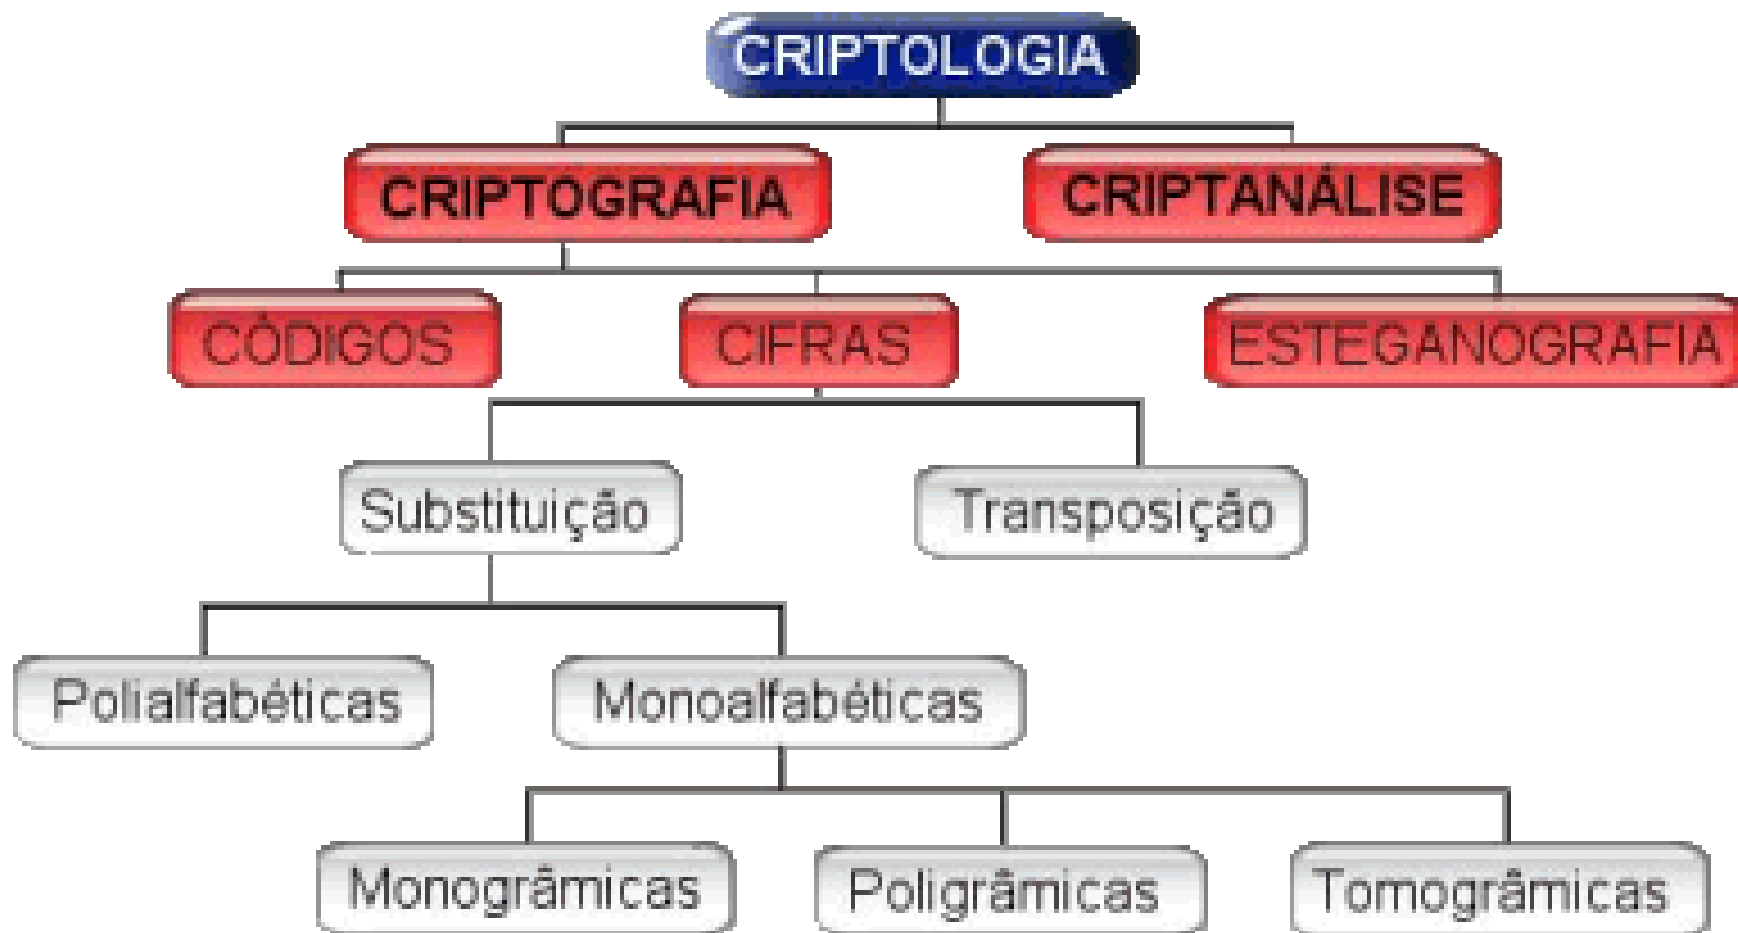 CRIPTOLOGIA
CRIPTOGRAFIA
CRIPTANÁLISE
CÓDIGOS
CIFRAS
ESTEGANOGRAFIA
Substituição
Transposição
Polialfabéticas
Monoalfabéticas
Monogrâmicas
Poligrâmicas
Tomogrâmicas